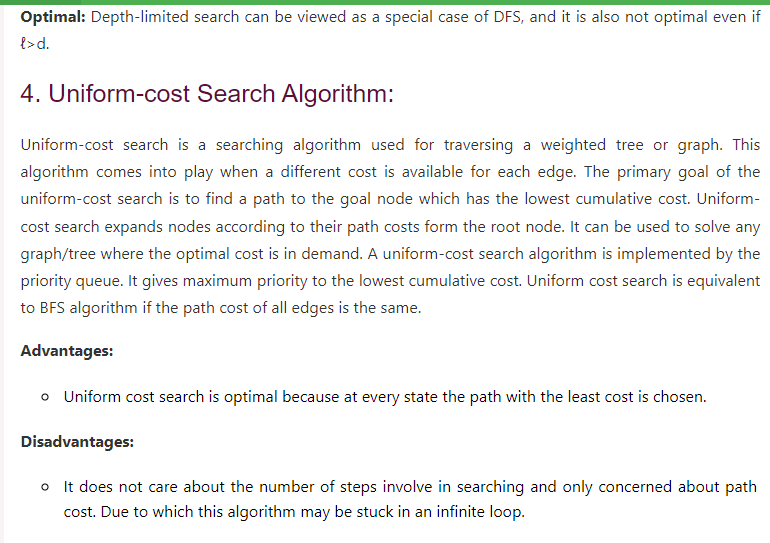 Optimal: Depth-limited search can be viewed as a special case of DFS, and it is also not optimal even if
ℓ>d.
4. Uniform-cost Search Algorithm:
Uniform-cost search is a searching algorithm used for traversing a weighted tree or graph. This
algorithm comes into play when a different cost is available for each edge. The primary goal of the
uniform-cost search is to find a path to the goal node which has the lowest cumulative cost. Uniform-
cost search expands nodes according to their path costs form the root node. It can be used to solve any
graph/tree where the optimal cost is in demand. A uniform-cost search algorithm is implemented by the
priority queue. It gives maximum priority to the lowest cumulative cost. Uniform cost search is equivalent
to BFS algorithm if the path cost of all edges is the same.
Advantages:
Uniform cost search is optimal because at every state the path with the least cost is chosen.
Disadvantages:
It does not care about the number of steps involve in searching and only concerned about path
cost. Due to which this algorithm may be stuck in an infinite loop.